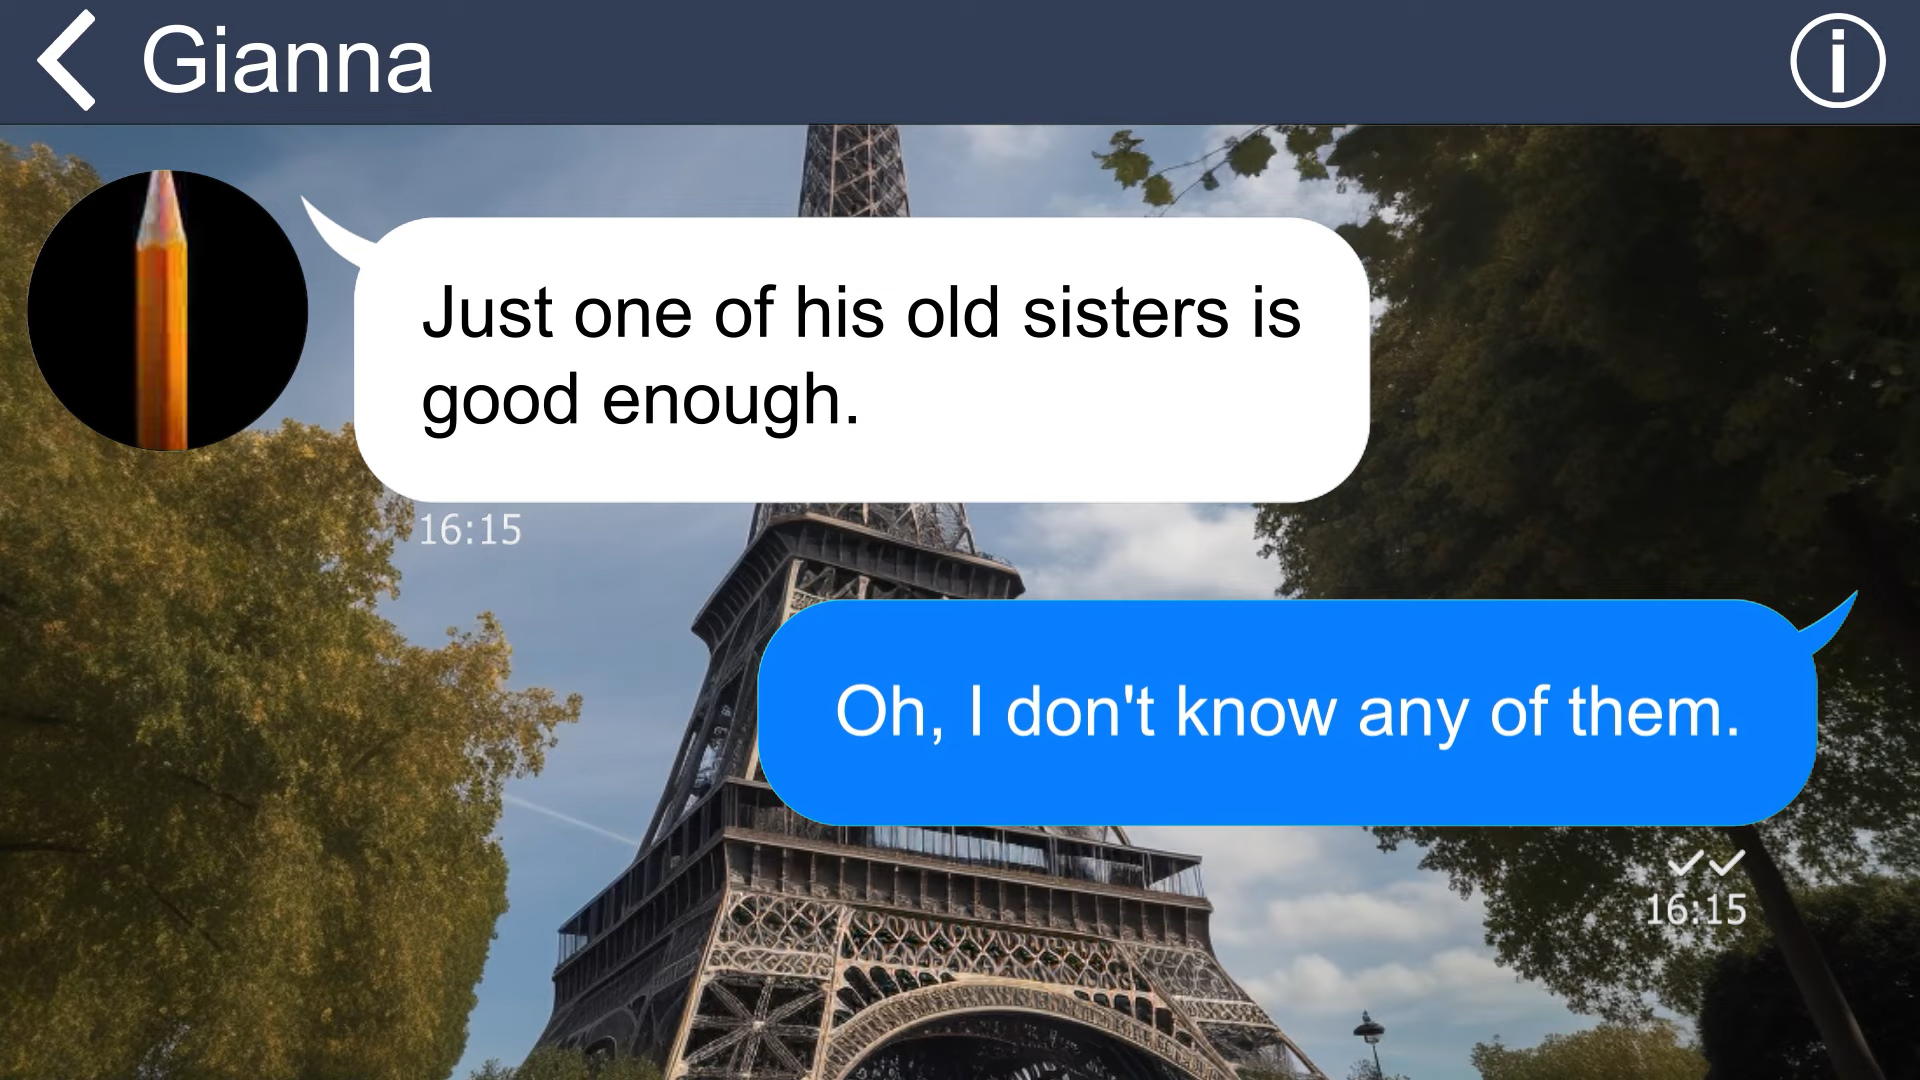 Gianna
Just one of his old sisters is
good enough.
16:15
Oh, I don't know any of them.
16:15